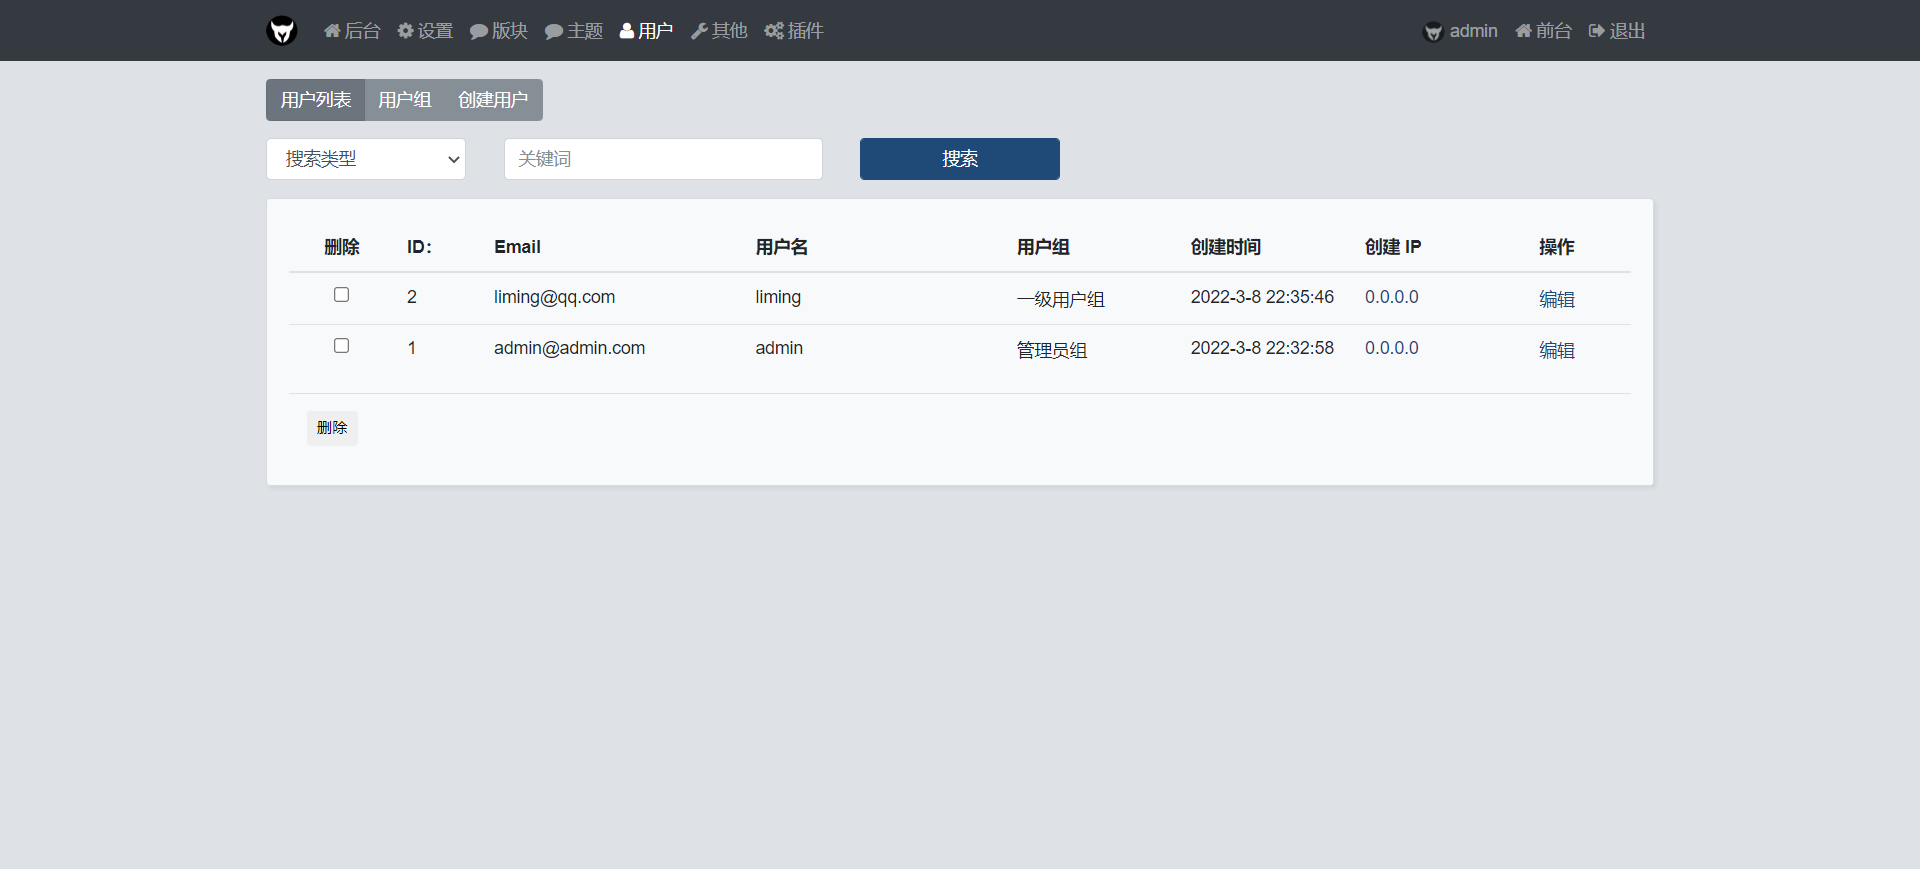 后台 设置 版块 主题 用户 其他 插件 admin 前台 退出
用户列表 用户组 创建用户
搜索类型 关键词 搜索
删除 ID: Email 用户名 用户组 创建时间 创建 IP 操作
2 liming@qq.com liming 一级用户组 2022-3-8 22:35:46 0.0.0.0 编辑
1 admin@admin.com admin 管理员组 2022-3-8 22:32:58 0.0.0.0 编辑
删除